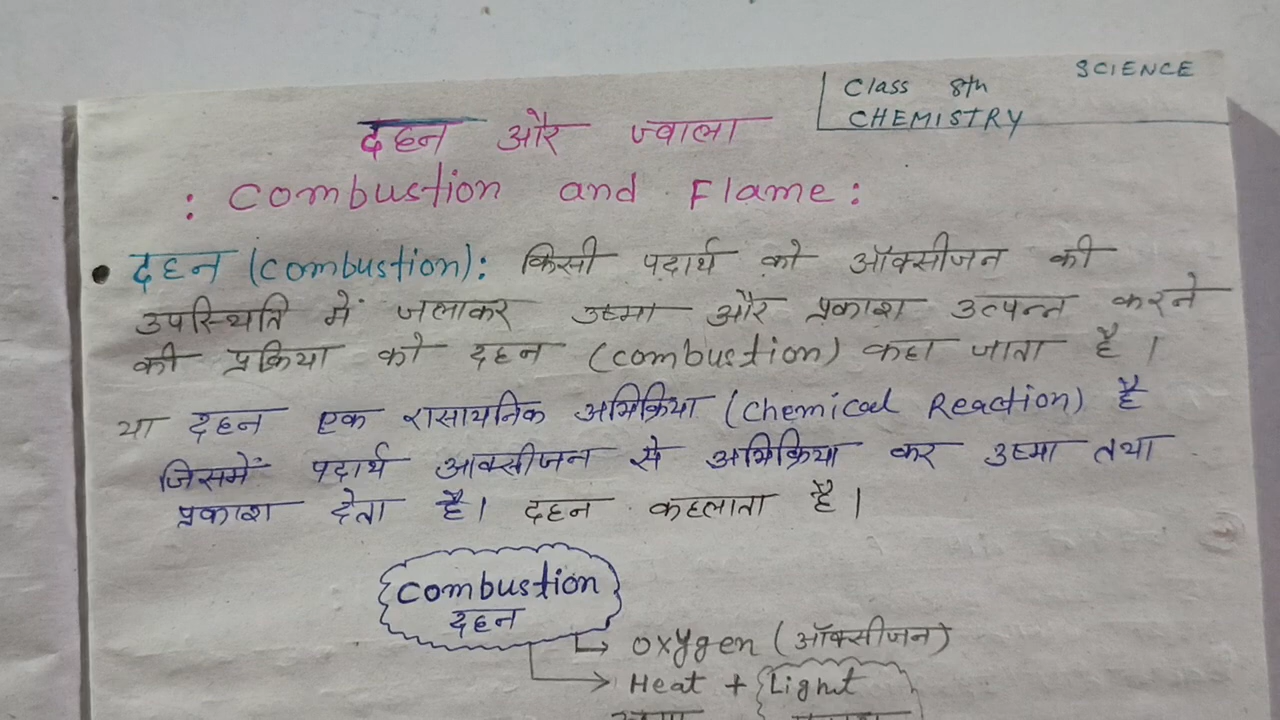 SCIENCE
Class 8th
CHEMISTRY
दहन और ज्वाला
: Combustion and Flame:
• दहन (combustion): किसी पदार्थ को ऑक्सीजन की
उपस्थिति में जलाकर उष्मा और प्रकाश उत्पन्न करने
की प्रक्रिया को दहन (combustion) कहा जाता है।
या दहन एक रासायनिक अभिक्रिया (Chemical Reaction) है
जिसमें पदार्थ आक्सीजन से अभिक्रिया कर उष्मा तथा
प्रकाश देता है। दहन कहलाता है।
Combustion
दहन
Oxygen (ऑक्सीजन)
Heat + Light